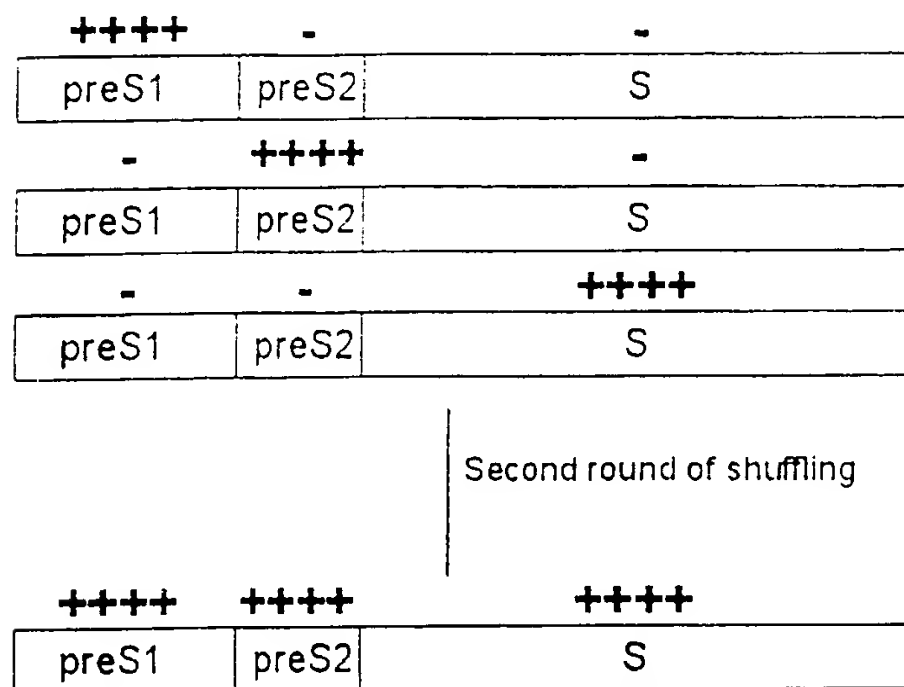 ++++ - -
preS1 preS2 S
- ++++ -
preS1 preS2 S
- - ++++
preS1 preS2 S
Second round of shuffling
++++ ++++ ++++
preS1 preS2 S